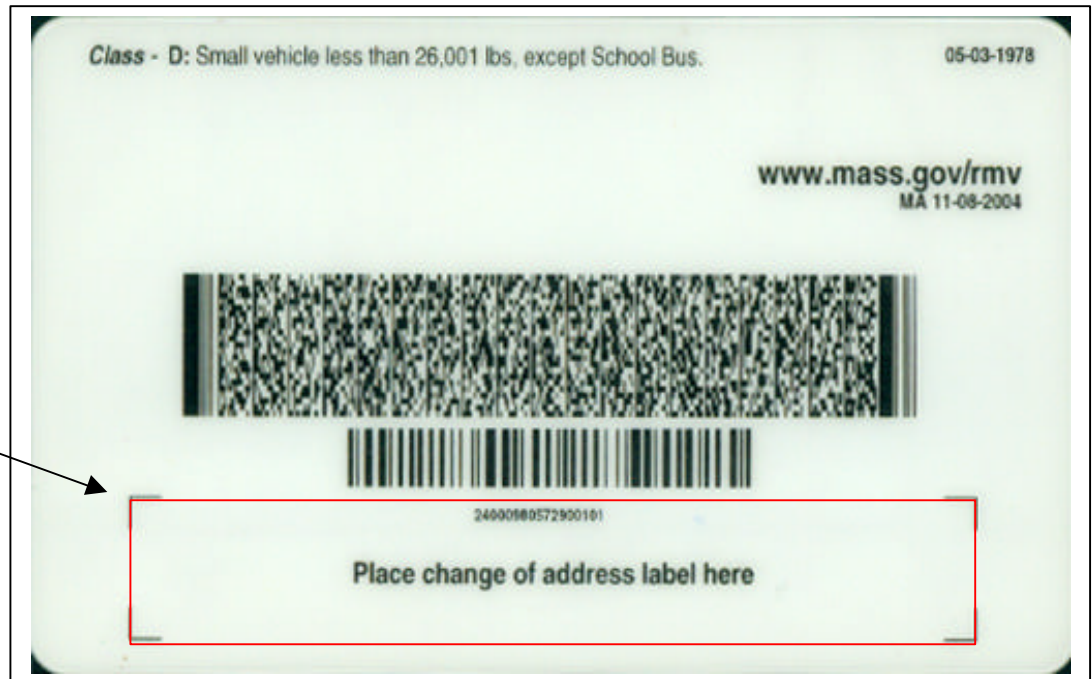 Class - D: Small vehicle less than 26,001 lbs, except School Bus. 05-03-1978
www.mass.gov/rmv
MA 11-08-2004
24000980572900101
Place change of address label here